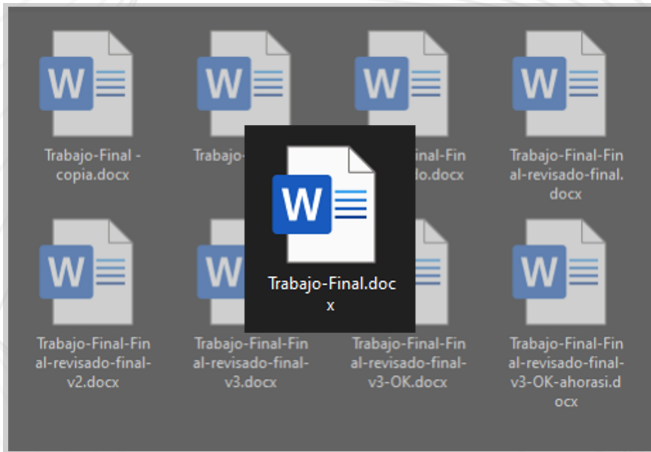 W
W
W
W
Trabajo-Final -
copia.docx
Trabajo-
inal-Fin
do.docx
Trabajo-Final-Fin
al-revisado-final.
docx
W
Trabajo-Final.doc
x
W
W
W
Trabajo-Final-Fin
al-revisado-final-
v2.docx
Trabajo-Final-Fin
al-revisado-final-
v3.docx
Trabajo-Final-Fin
al-revisado-final-
v3-OK.docx
Trabajo-Final-Fin
al-revisado-final-
v3-OK-ahorasi.d
ocx